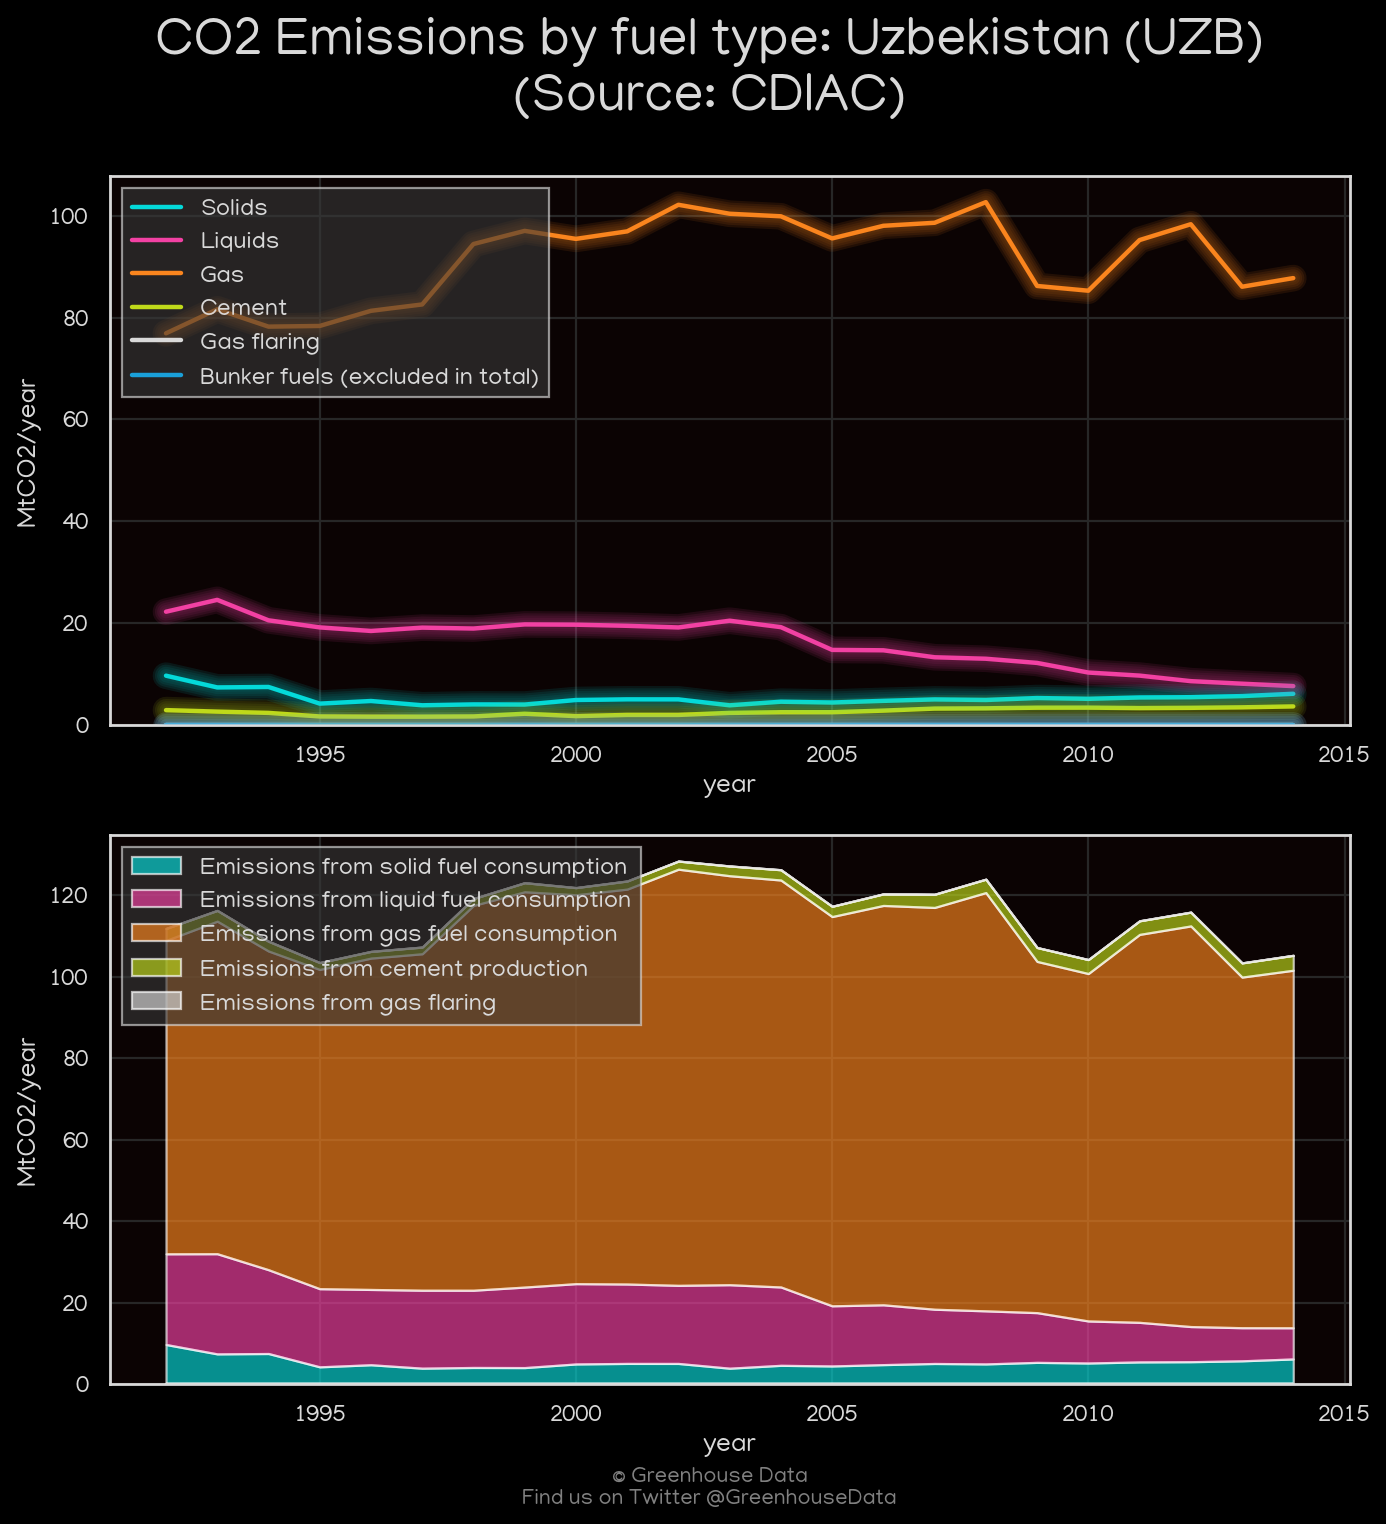 CO2 Emissions by fuel type: Uzbekistan (UZB)
(Source: CDIAC)
MtCO2/year
100
80
60
40
20
0
Solids
Liquids
Gas
Cement
Gas flaring
Bunker fuels (excluded in total)
1995
2000
2005
2010
2015
year
MtCO2/year
120
100
80
60
40
20
0
Emissions from solid fuel consumption
Emissions from liquid fuel consumption
Emissions from gas fuel consumption
Emissions from cement production
Emissions from gas flaring
1995
2000
2005
2010
2015
year
© Greenhouse Data
Find us on Twitter @GreenhouseData